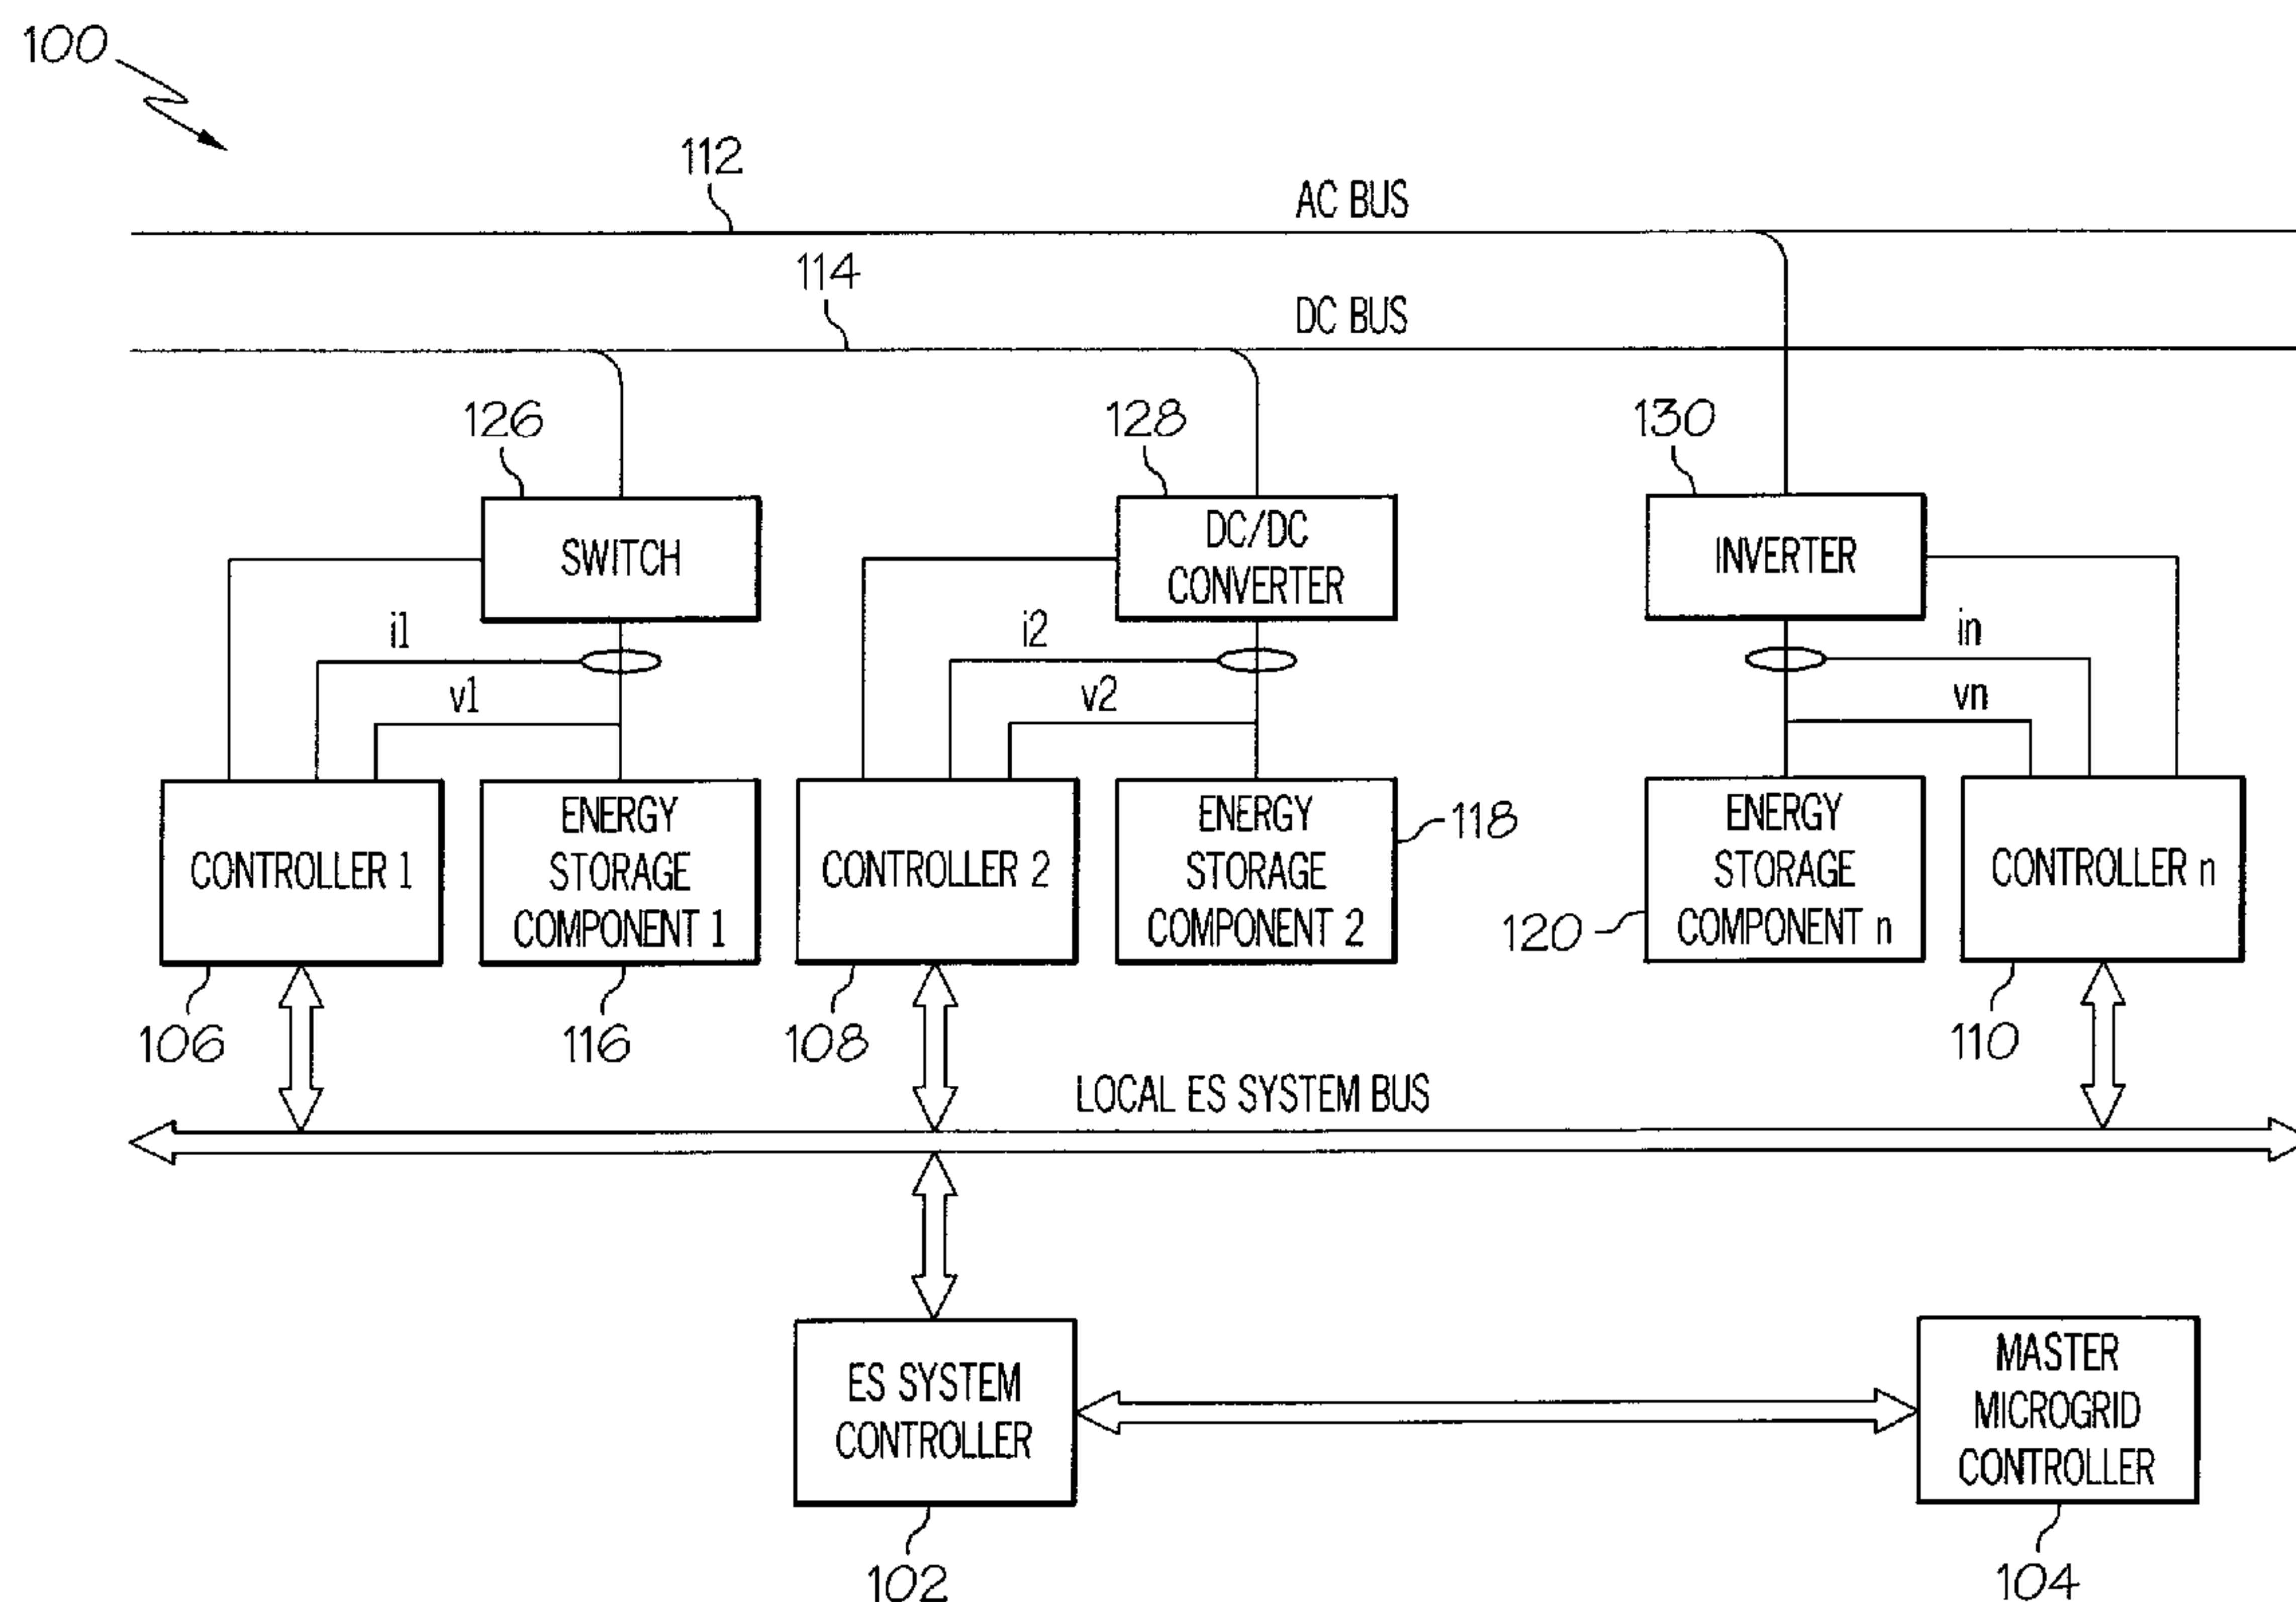 100
112
AC BUS
114
DC BUS
126
128
130
SWITCH
DC/DC
CONVERTER
INVERTER
i1
i2
in
v1
v2
vn
CONTROLLER 1
ENERGY
STORAGE
COMPONENT 1
CONTROLLER 2
ENERGY
STORAGE
COMPONENT 2
118
120
ENERGY
STORAGE
COMPONENT n
CONTROLLER n
106
116
108
110
LOCAL ES SYSTEM BUS
ES SYSTEM
CONTROLLER
MASTER
MICROGRID
CONTROLLER
102
104